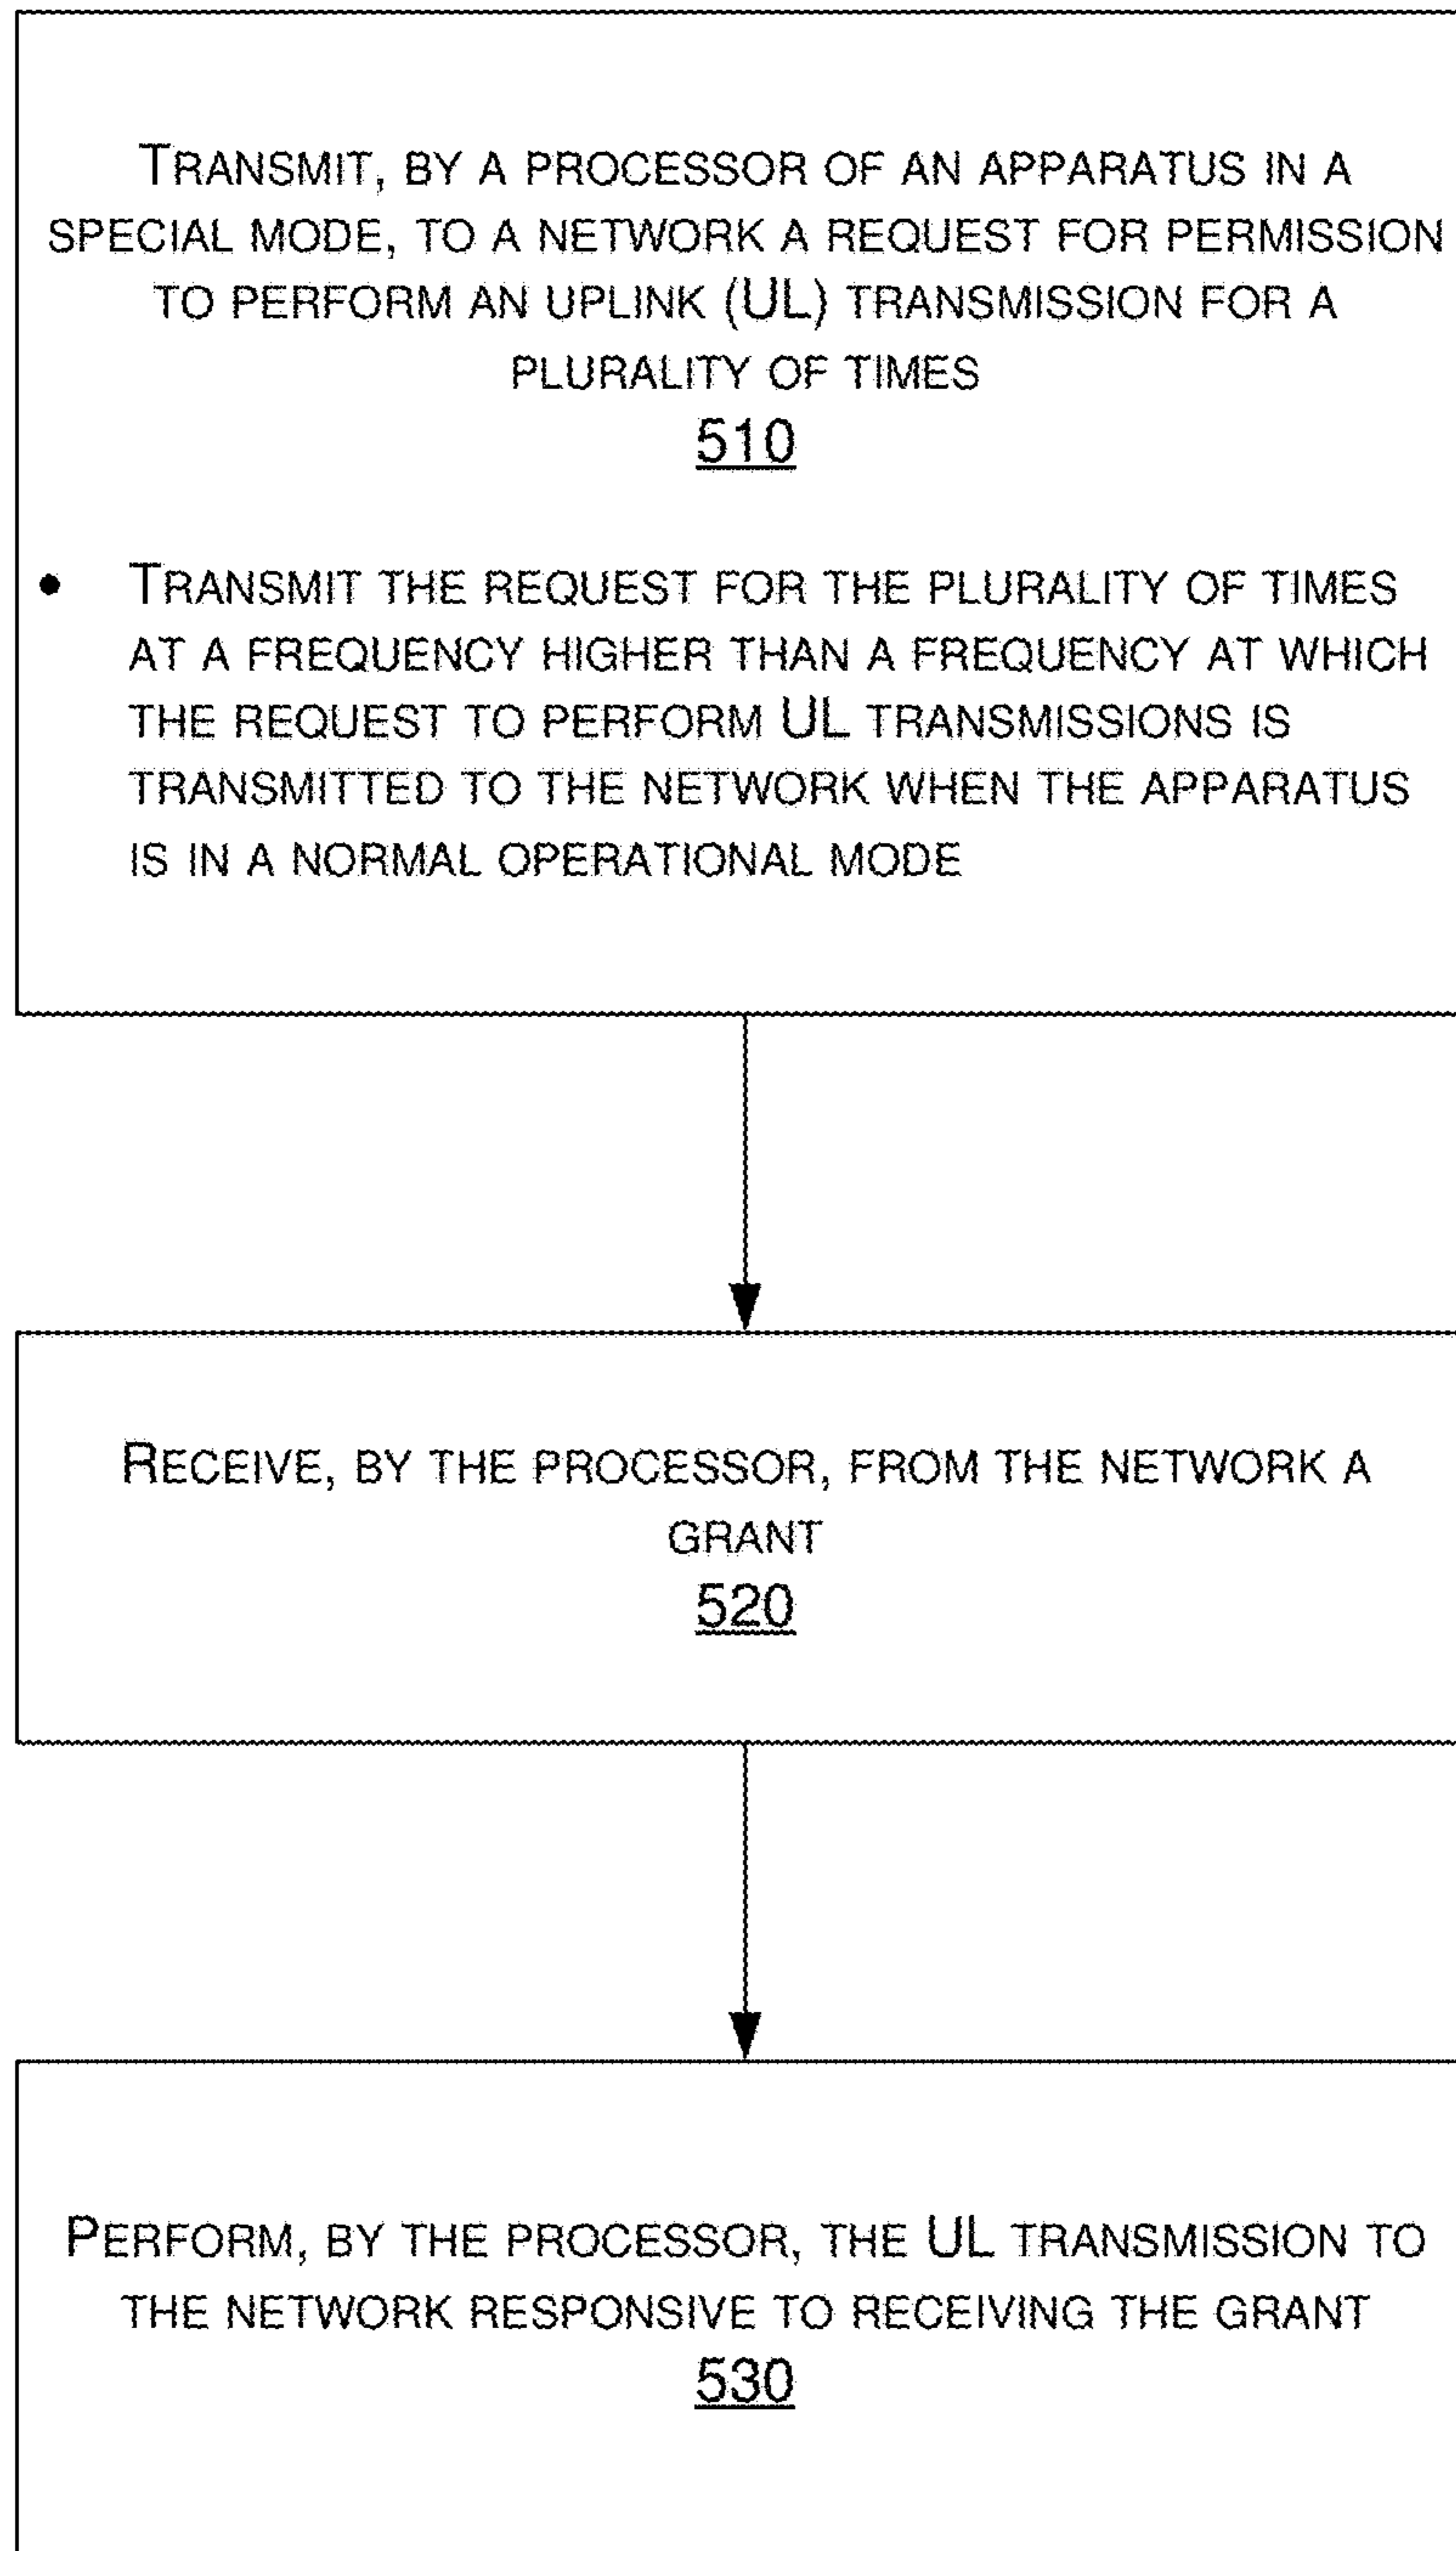 TRANSMIT, BY A PROCESSOR OF AN APPARATUS IN A
SPECIAL MODE, TO A NETWORK A REQUEST FOR PERMISSION
TO PERFORM AN UPLINK (UL) TRANSMISSION FOR A
PLURALITY OF TIMES
510
• TRANSMIT THE REQUEST FOR THE PLURALITY OF TIMES
AT A FREQUENCY HIGHER THAN A FREQUENCY AT WHICH
THE REQUEST TO PERFORM UL TRANSMISSIONS IS
TRANSMITTED TO THE NETWORK WHEN THE APPARATUS
IS IN A NORMAL OPERATIONAL MODE
RECEIVE, BY THE PROCESSOR, FROM THE NETWORK A
GRANT
520
PERFORM, BY THE PROCESSOR, THE UL TRANSMISSION TO
THE NETWORK RESPONSIVE TO RECEIVING THE GRANT
530